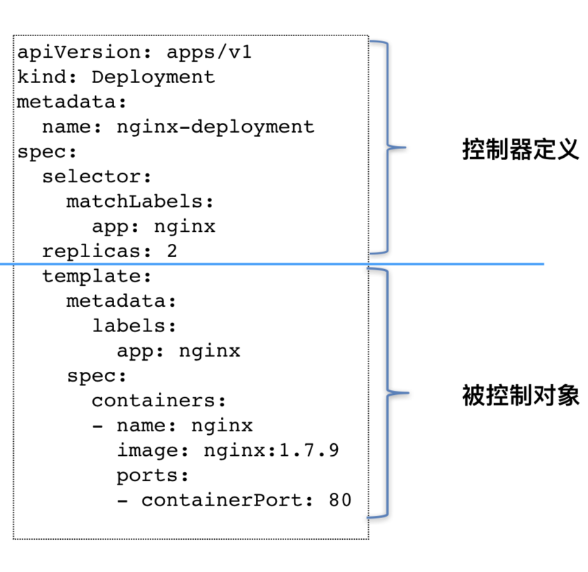 apiVersion: apps/v1
kind: Deployment
metadata:
  name: nginx-deployment
spec:
  selector:
    matchLabels:
      app: nginx
  replicas: 2
控制器定义
  template:
    metadata:
      labels:
        app: nginx
    spec:
      containers:
      - name: nginx
        image: nginx:1.7.9
        ports:
        - containerPort: 80
被控制对象